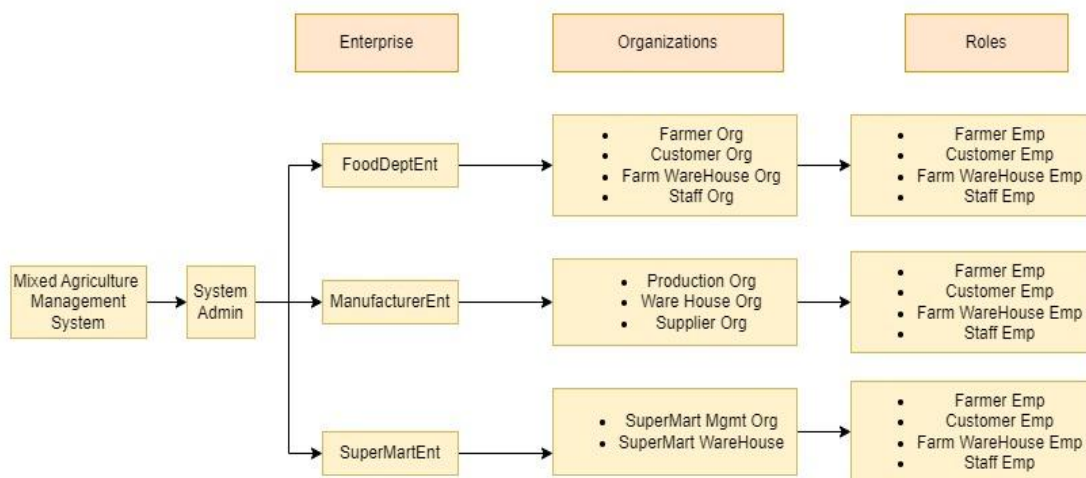 Enterprise
Organizations
Roles
FoodDeptEnt
• Farmer Org
• Customer Org
• Farm WareHouse Org
• Staff Org
• Farmer Emp
• Customer Emp
• Farm WareHouse Emp
• Staff Emp
Mixed Agriculture
Management
System
System
Admin
ManufacturerEnt
• Production Org
• Ware House Org
• Supplier Org
• Farmer Emp
• Customer Emp
• Farm WareHouse Emp
• Staff Emp
SuperMartEnt
• SuperMart Mgmt Org
• SuperMart WareHouse
• Farmer Emp
• Customer Emp
• Farm WareHouse Emp
• Staff Emp